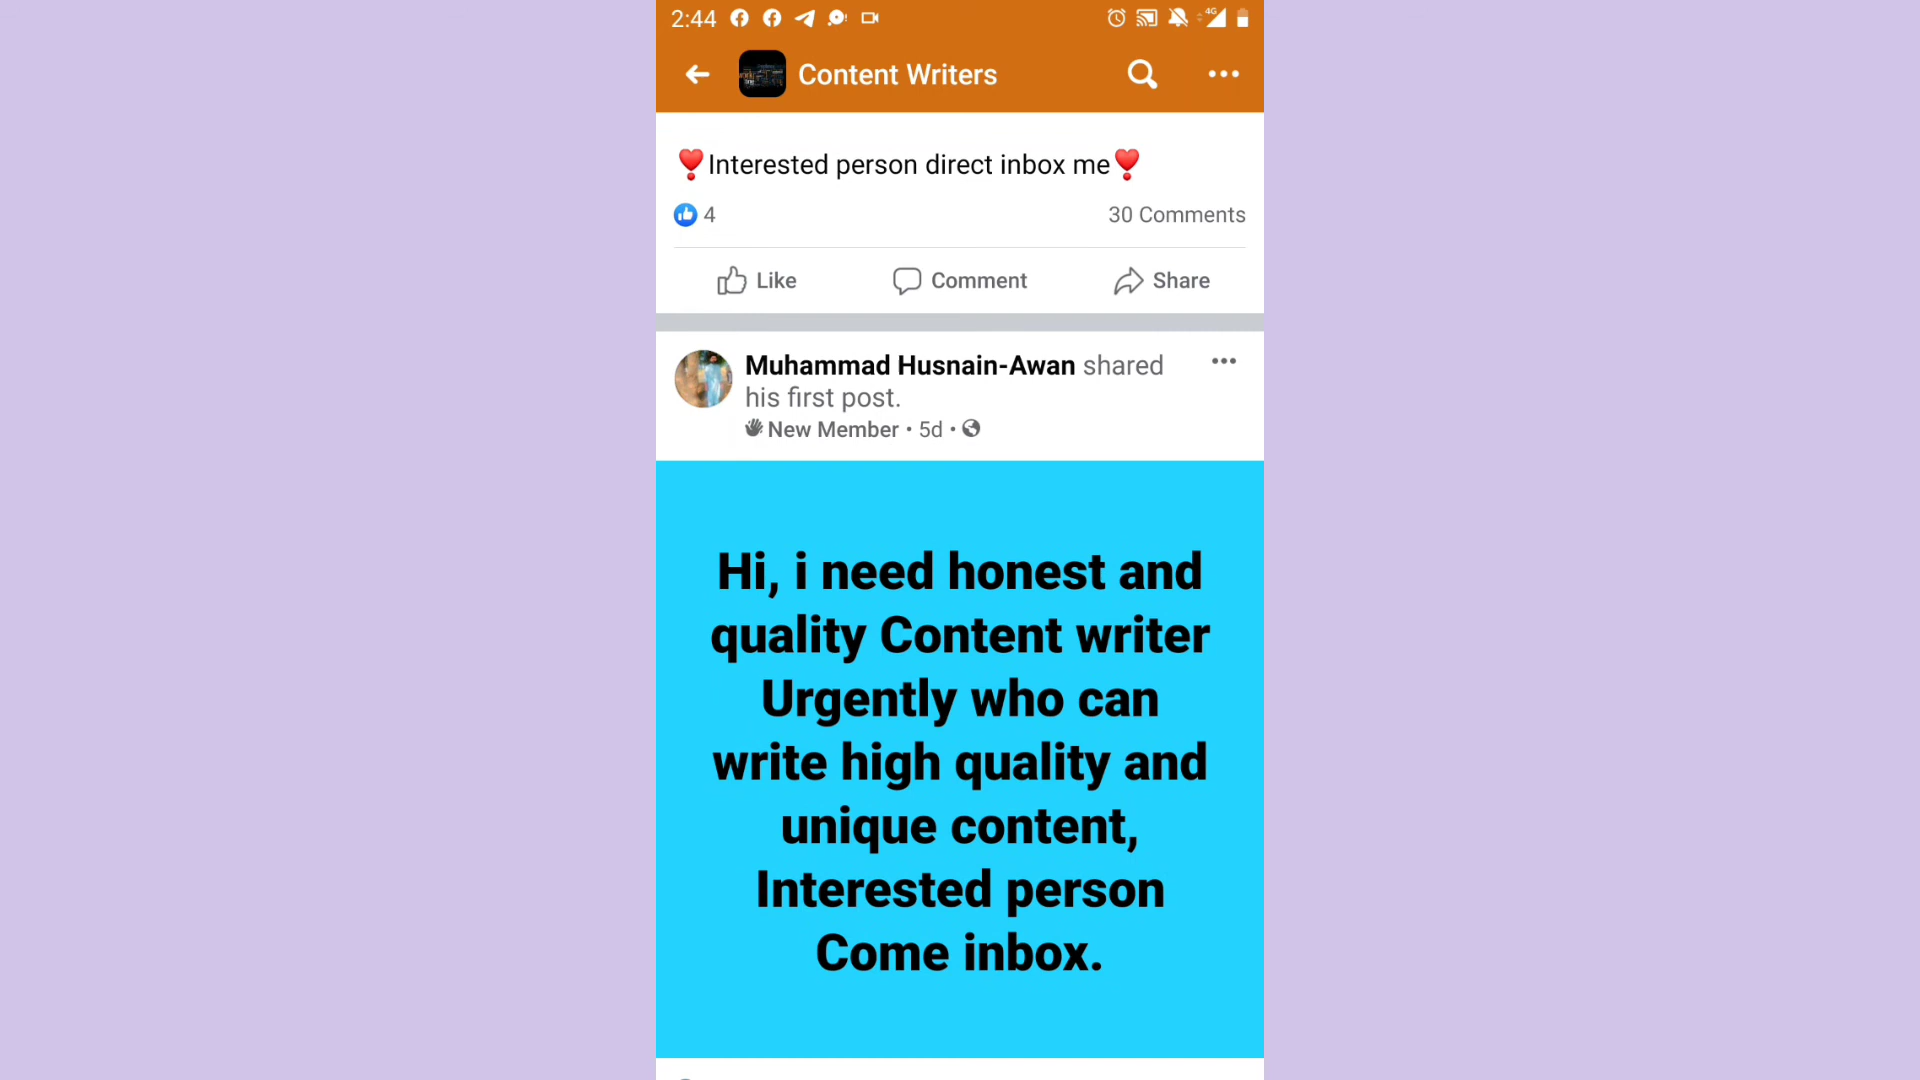 2:44
4G
Content Writers
Interested person direct inbox me
4
30 Comments
Like
Comment
Share
Muhammad Husnain-Awan shared
his first post.
New Member • 5d •
Hi, i need honest and
quality Content writer
Urgently who can
write high quality and
unique content,
Interested person
Come inbox.